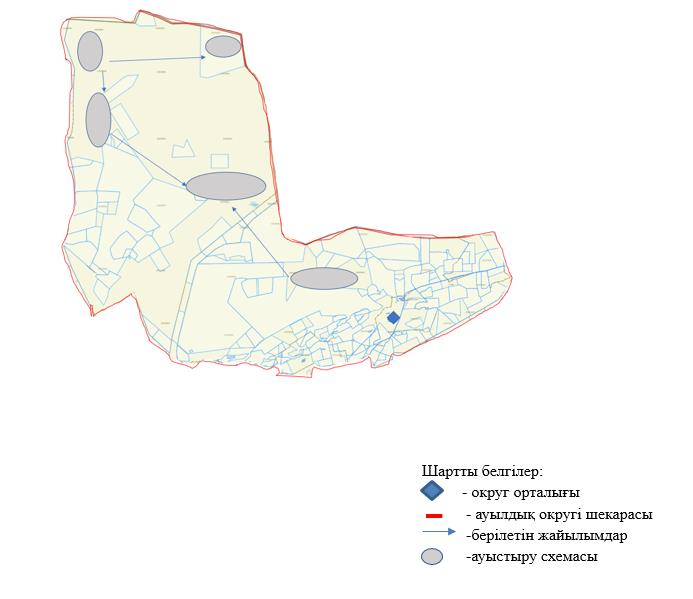 Шартты белгілер:
- округ орталығы
- ауылдық округі шекарасы
-берілетін жайылымдар
-ауыстыру схемасы